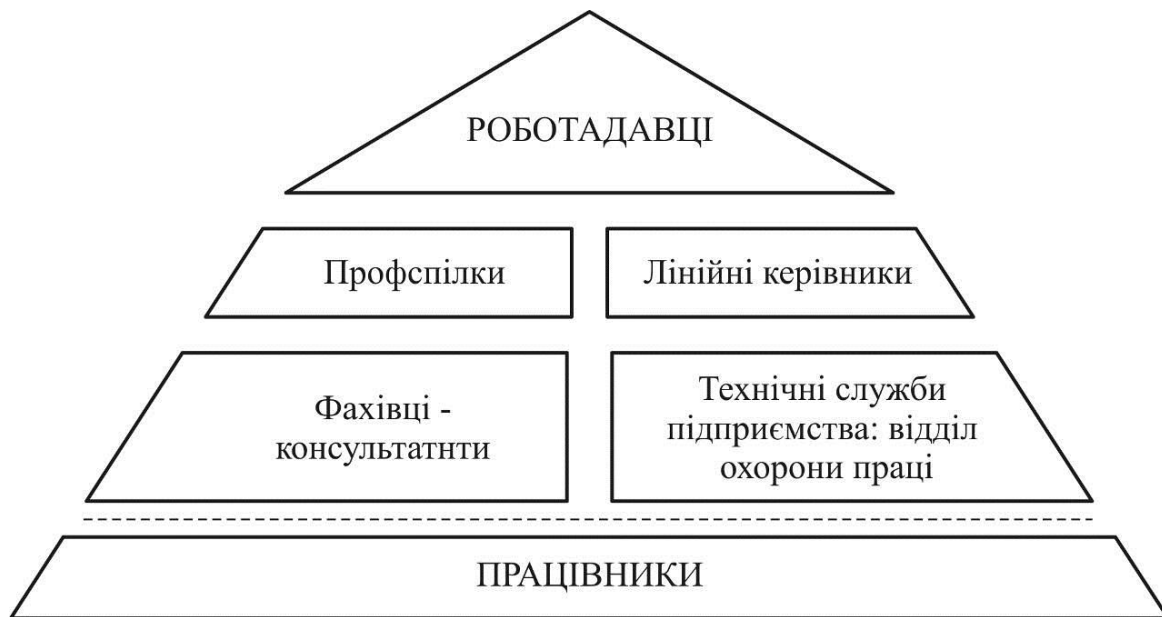 РОБОТАДАВЦІ
Профспілки
Лінійні керівники
Фахівці -
консультатнти
Технічні служби
підприємства: відділ
охорони праці
ПРАЦІВНИКИ